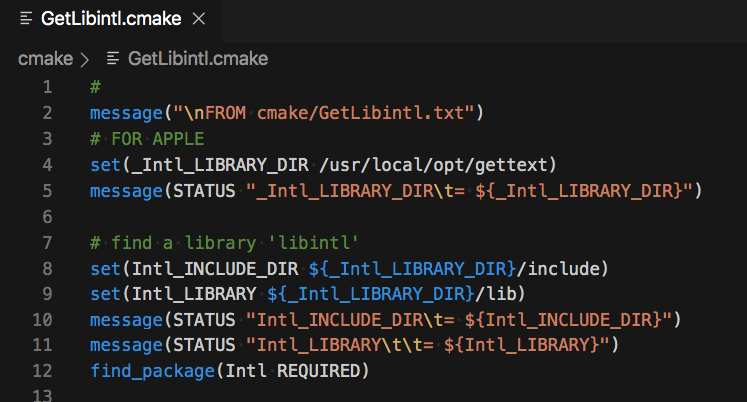 GetLibintl.cmake ×
cmake > GetLibintl.cmake
1 #
2 message("\nFROM cmake/GetLibintl.txt")
3 # FOR APPLE
4 set(_Intl_LIBRARY_DIR /usr/local/opt/gettext)
5 message(STATUS "_Intl_LIBRARY_DIR\t= ${_Intl_LIBRARY_DIR}")
6
7 # find a library 'libintl'
8 set(Intl_INCLUDE_DIR ${_Intl_LIBRARY_DIR}/include)
9 set(Intl_LIBRARY ${_Intl_LIBRARY_DIR}/lib)
10 message(STATUS "Intl_INCLUDE_DIR\t= ${Intl_INCLUDE_DIR}")
11 message(STATUS "Intl_LIBRARY\t\t= ${Intl_LIBRARY}")
12 find_package(Intl REQUIRED)
13